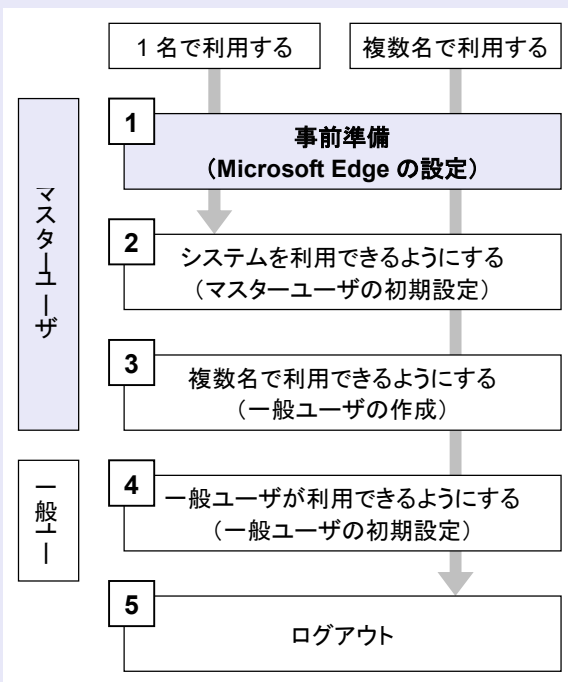 1 名で利用する
複数名で利用する
マスターユーザ
1
事前準備
（Microsoft Edge の設定）
2
システムを利用できるようにする
（マスターユーザの初期設定）
3
複数名で利用できるようにする
（一般ユーザの作成）
一般ユー
4
一般ユーザが利用できるようにする
（一般ユーザの初期設定）
5
ログアウト